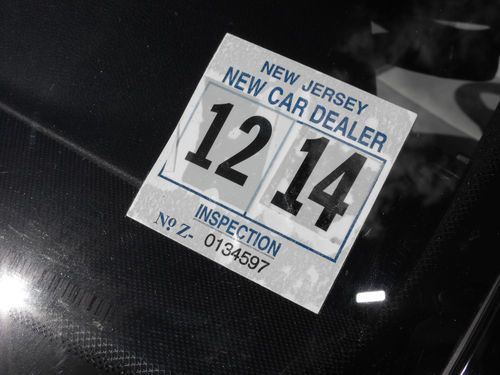 NEW JERSEY
NEW CAR DEALER
12 14
INSPECTION
Nº Z- 0134597